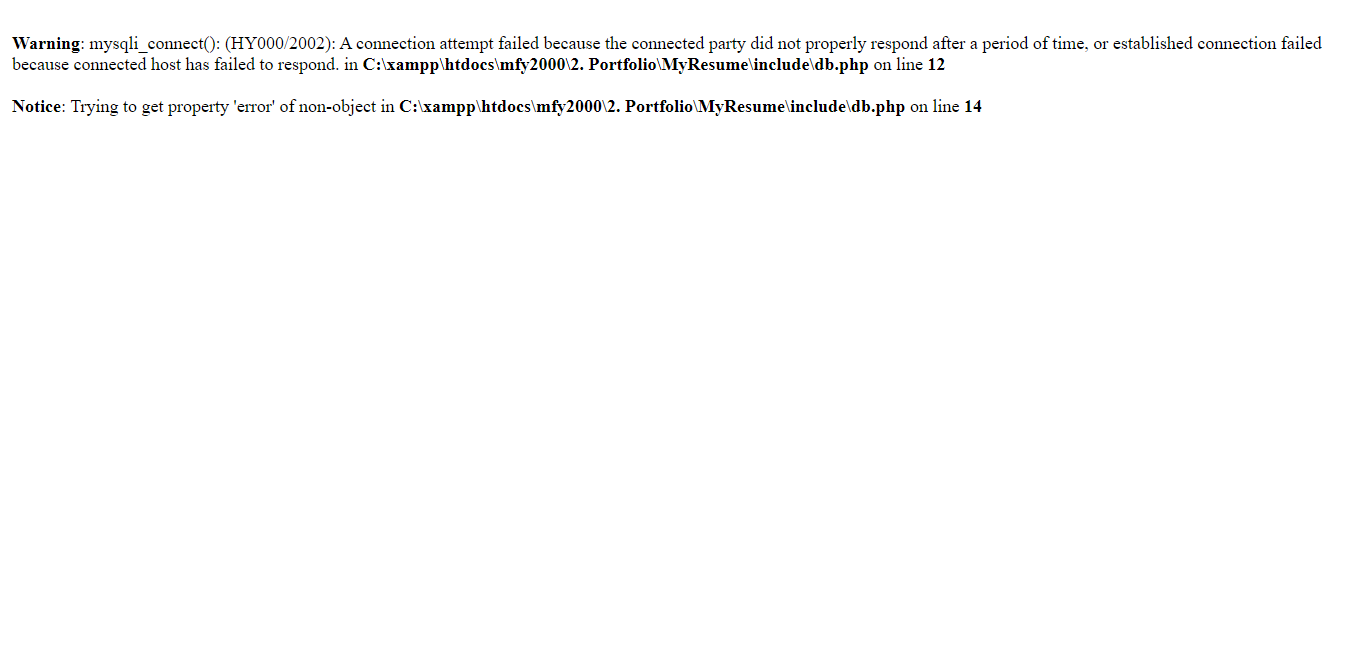 Warning: mysqli_connect(): (HY000/2002): A connection attempt failed because the connected party did not properly respond after a period of time, or established connection failed
because connected host has failed to respond. in C:\xampp\htdocs\mfy2000\2. Portfolio\MyResume\include\db.php on line 12
Notice: Trying to get property 'error' of non-object in C:\xampp\htdocs\mfy2000\2. Portfolio\MyResume\include\db.php on line 14